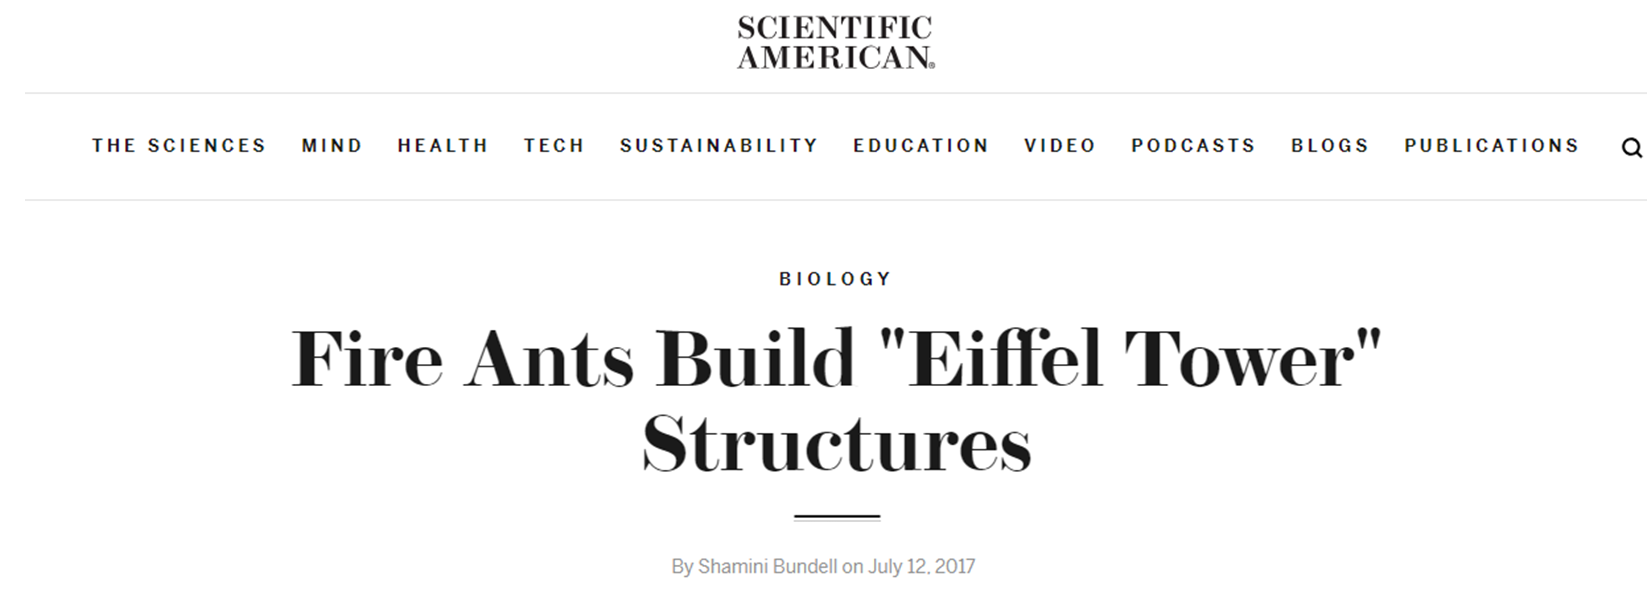 SCIENTIFIC
AMERICAN®
THE SCIENCES MIND HEALTH TECH SUSTAINABILITY EDUCATION VIDEO PODCASTS BLOGS PUBLICATIONS
BIOLOGY
Fire Ants Build "Eiffel Tower"
Structures
By Shamini Bundell on July 12, 2017